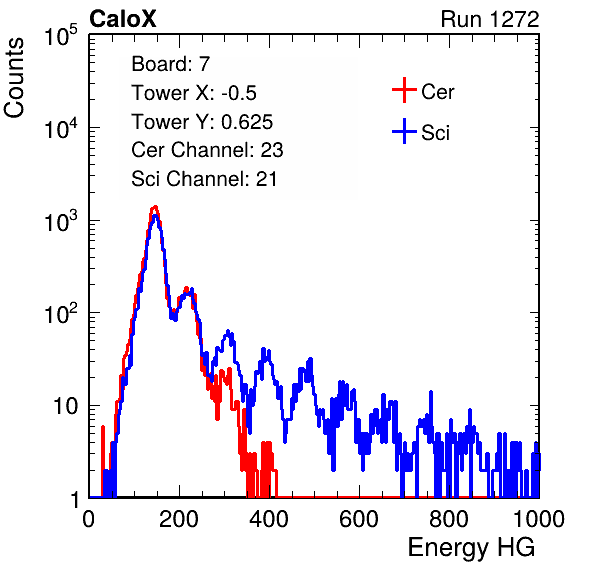 CaloX Run 1272
Counts
Board: 7
Tower X: -0.5
Tower Y: 0.625
Cer Channel: 23
Sci Channel: 21
Cer
Sci
10^5
10^4
10^3
10^2
10
1
0 200 400 600 800 1000
Energy HG